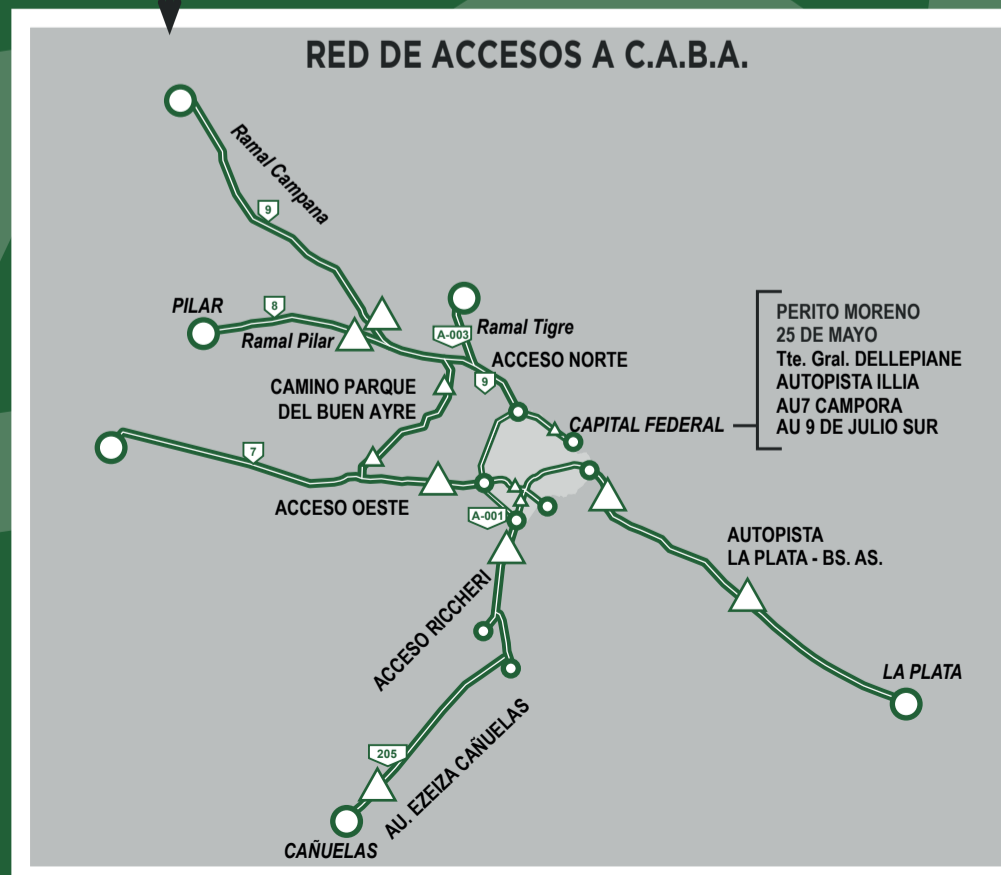 RED DE ACCESOS A C.A.B.A.
Ramal Campana
9
PILAR
8
Ramal Pilar
A-003
Ramal Tigre
ACCESO NORTE
9
CAMINO PARQUE
DEL BUEN AYRE
CAPITAL FEDERAL
PERITO MORENO
25 DE MAYO
Tte. Gral. DELLEPIANE
AUTOPISTA ILLIA
AU7 CAMPORA
AU 9 DE JULIO SUR
7
ACCESO OESTE
A-001
AUTOPISTA
LA PLATA - BS. AS.
ACCESO RICCHERI
LA PLATA
205
AU. EZEIZA CAÑUELAS
CAÑUELAS